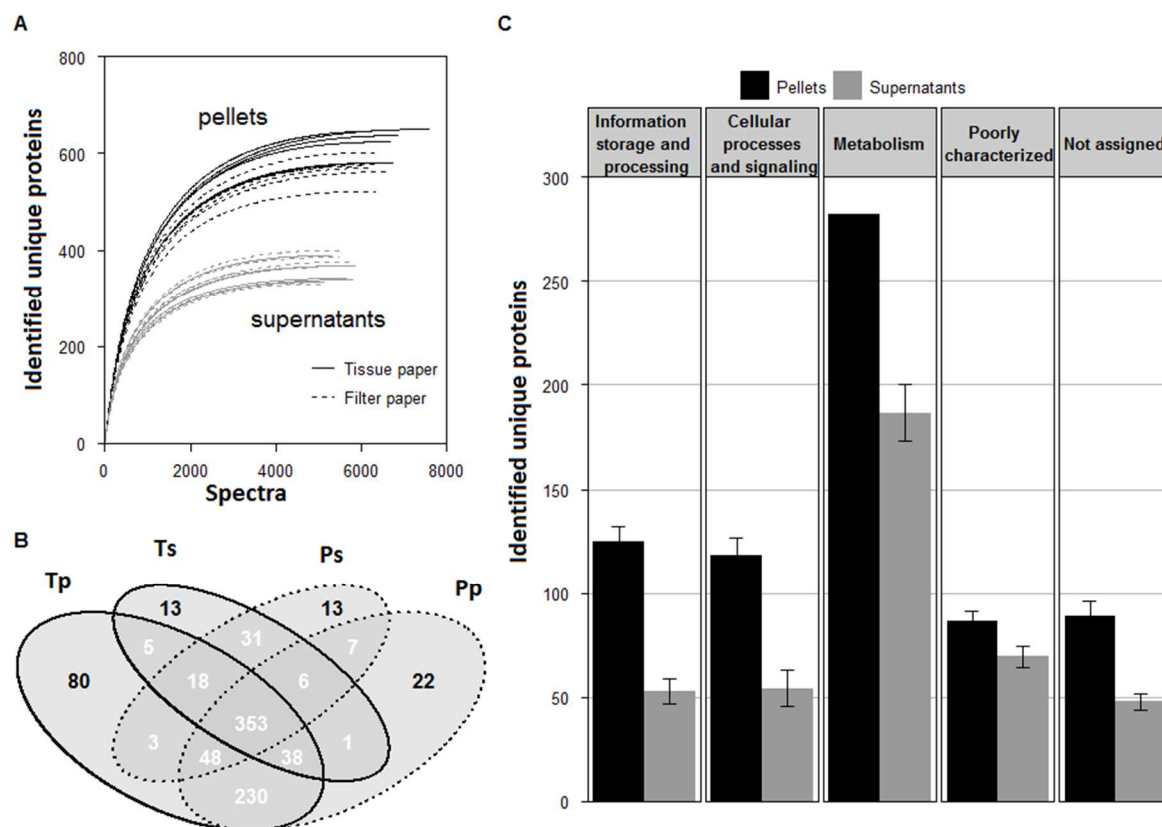 A
800
600
400
200
0
0 2000 4000 6000 8000
Identified unique proteins
Spectra
pellets
supernatants
Tissue paper
Filter paper
B
Tp
Ts
Ps
Pp
13 13
5 31 7
80 18 6 22
353
3 48 38 1
230
C
Pellets Supernatants
Information storage and processing
Cellular processes and signaling
Metabolism
Poorly characterized
Not assigned
Identified unique proteins
300
250
200
150
100
50
0